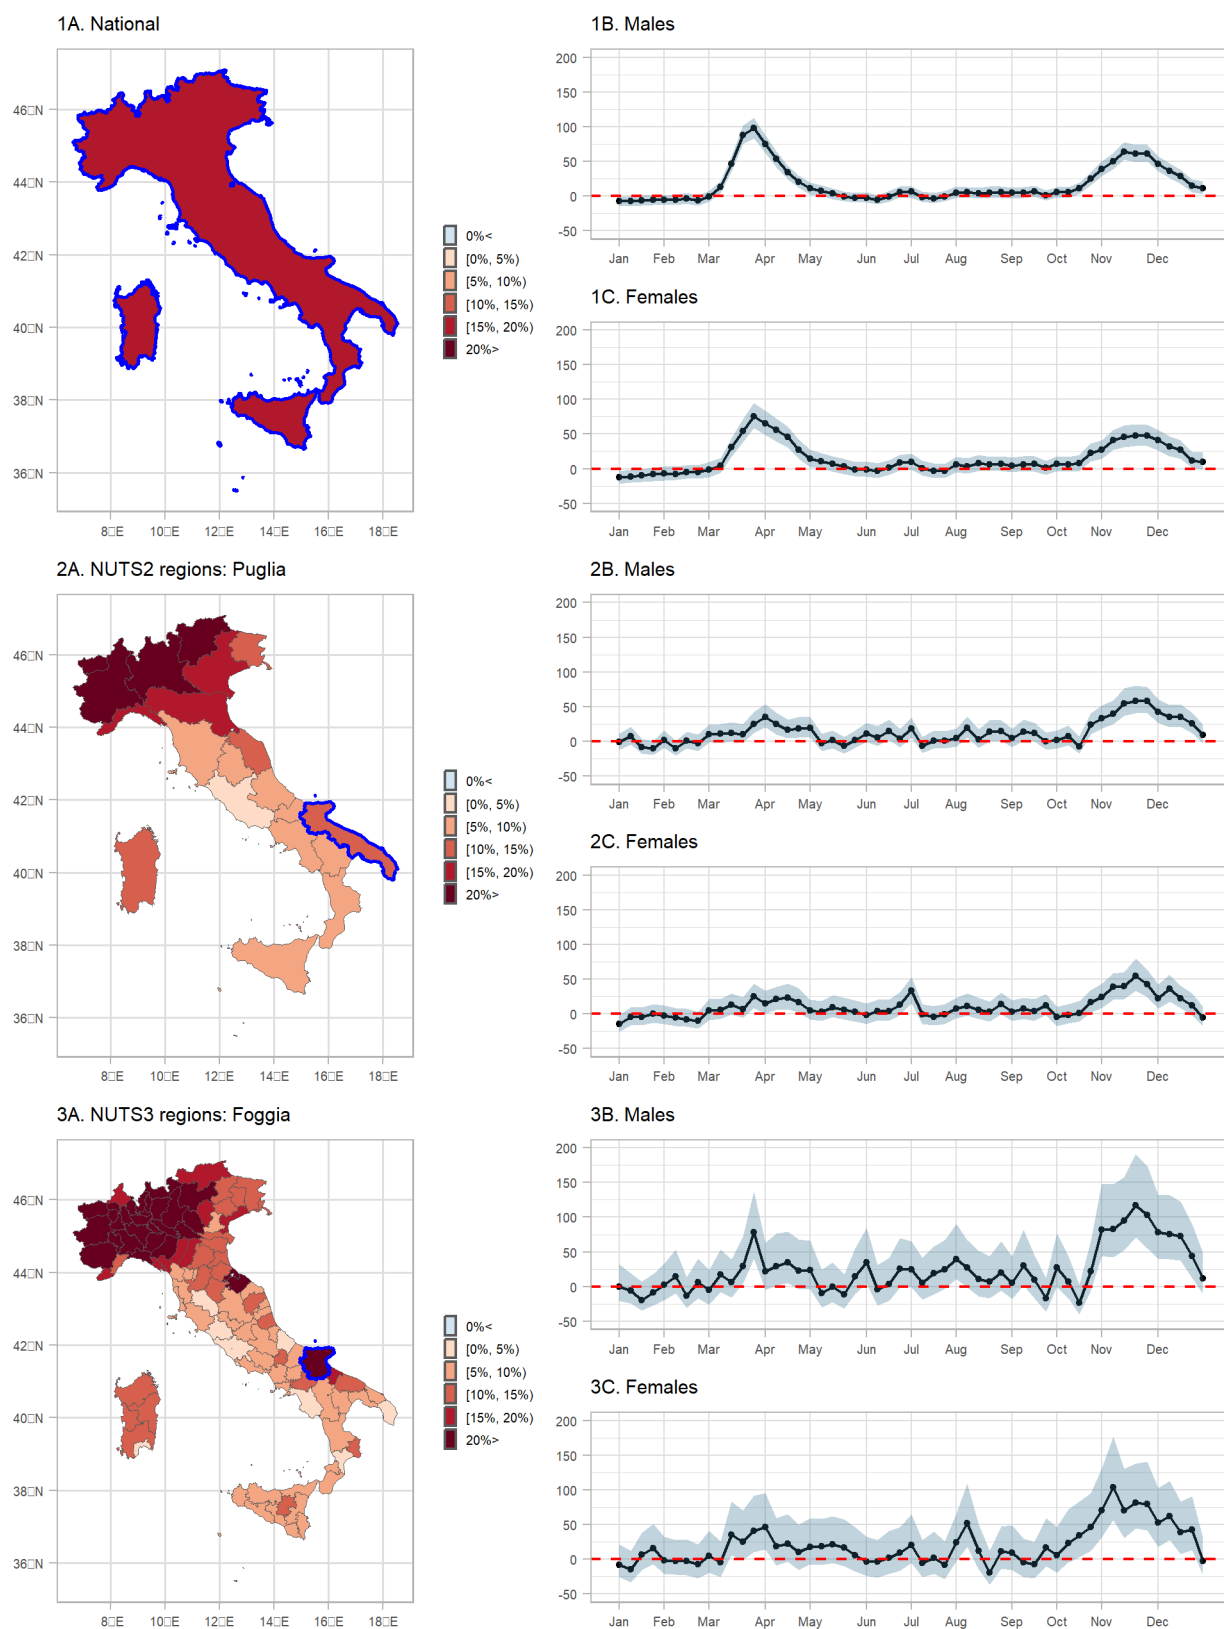 1A. National
46□N
44□N
42□N
40□N
38□N
36□N
8□E 10□E 12□E 14□E 16□E 18□E
0%<
[0%, 5%)
[5%, 10%)
[10%, 15%)
[15%, 20%)
20%>
1B. Males
200
150
100
50
0
-50
Jan Feb Mar Apr May Jun Jul Aug Sep Oct Nov Dec
1C. Females
200
150
100
50
0
-50
Jan Feb Mar Apr May Jun Jul Aug Sep Oct Nov Dec
2A. NUTS2 regions: Puglia
46□N
44□N
42□N
40□N
38□N
36□N
8□E 10□E 12□E 14□E 16□E 18□E
0%<
[0%, 5%)
[5%, 10%)
[10%, 15%)
[15%, 20%)
20%>
2B. Males
200
150
100
50
0
-50
Jan Feb Mar Apr May Jun Jul Aug Sep Oct Nov Dec
2C. Females
200
150
100
50
0
-50
Jan Feb Mar Apr May Jun Jul Aug Sep Oct Nov Dec
3A. NUTS3 regions: Foggia
46□N
44□N
42□N
40□N
38□N
36□N
8□E 10□E 12□E 14□E 16□E 18□E
0%<
[0%, 5%)
[5%, 10%)
[10%, 15%)
[15%, 20%)
20%>
3B. Males
200
150
100
50
0
-50
Jan Feb Mar Apr May Jun Jul Aug Sep Oct Nov Dec
3C. Females
200
150
100
50
0
-50
Jan Feb Mar Apr May Jun Jul Aug Sep Oct Nov Dec